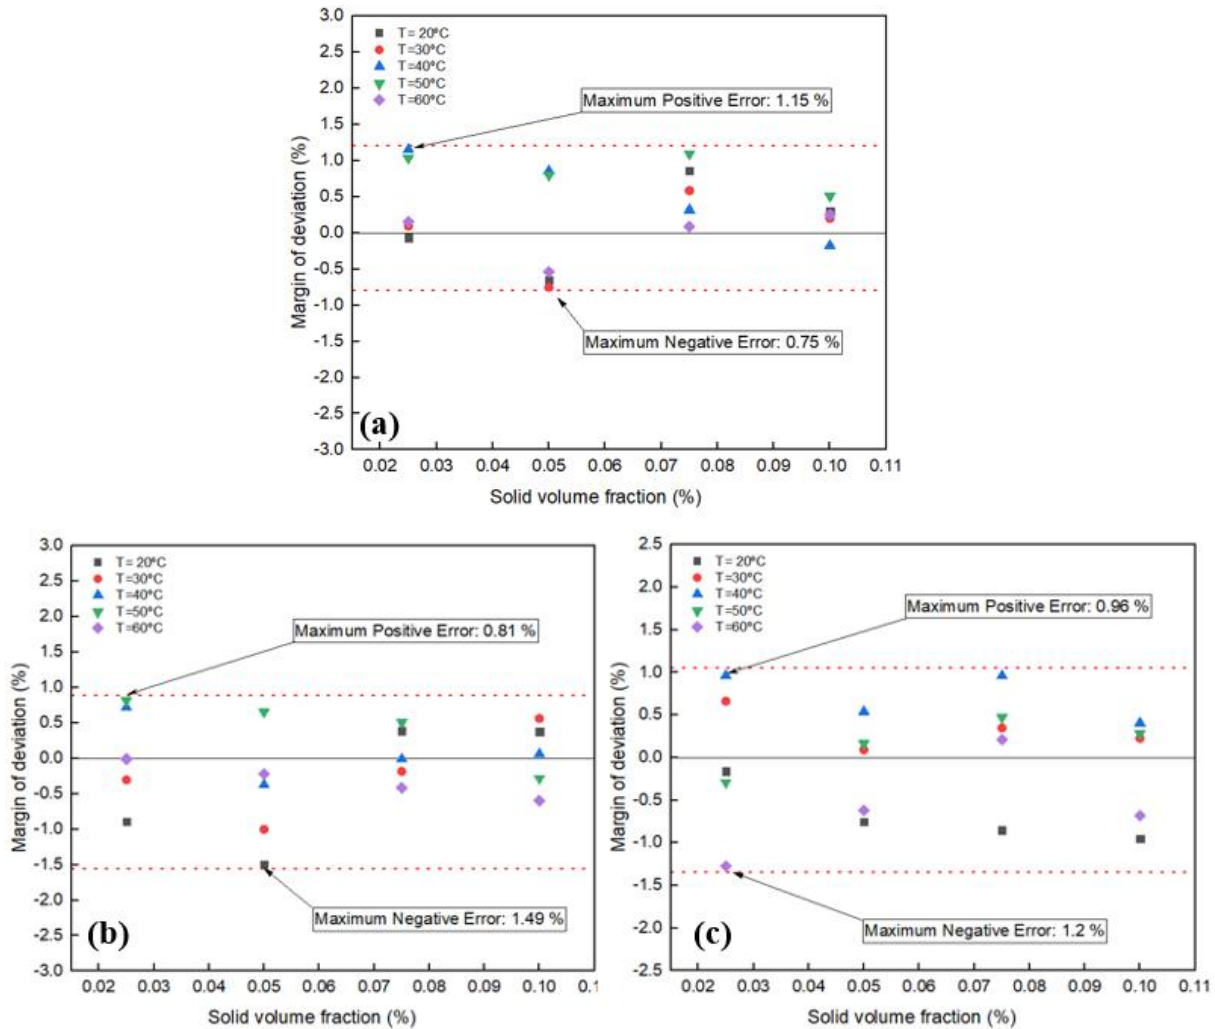 3.0
2.5
2.0
1.5
1.0
0.5
0.0
-0.5
-1.0
-1.5
-2.0
-2.5
-3.0
Margin of deviation (%)
T= 20ºC
T=30ºC
T=40ºC
T=50ºC
T=60ºC
Maximum Positive Error: 1.15 %
Maximum Negative Error: 0.75 %
(a)
0.02 0.03 0.04 0.05 0.06 0.07 0.08 0.09 0.10 0.11
Solid volume fraction (%)
3.0
2.5
2.0
1.5
1.0
0.5
0.0
-0.5
-1.0
-1.5
-2.0
-2.5
-3.0
Margin of deviation (%)
T= 20ºC
T=30ºC
T=40ºC
T=50ºC
T=60ºC
Maximum Positive Error: 0.81 %
Maximum Negative Error: 1.49 %
(b)
0.02 0.03 0.04 0.05 0.06 0.07 0.08 0.09 0.10 0.1
Solid volume fraction (%)
2.5
2.0
1.5
1.0
0.5
0.0
-0.5
-1.0
-1.5
-2.0
-2.5
Margin of deviation (%)
T= 20ºC
T=30ºC
T=40ºC
T=50ºC
T=60ºC
Maximum Positive Error: 0.96 %
Maximum Negative Error: 1.2 %
(c)
0.02 0.03 0.04 0.05 0.06 0.07 0.08 0.09 0.10 0.11
Solid volume fraction (%)